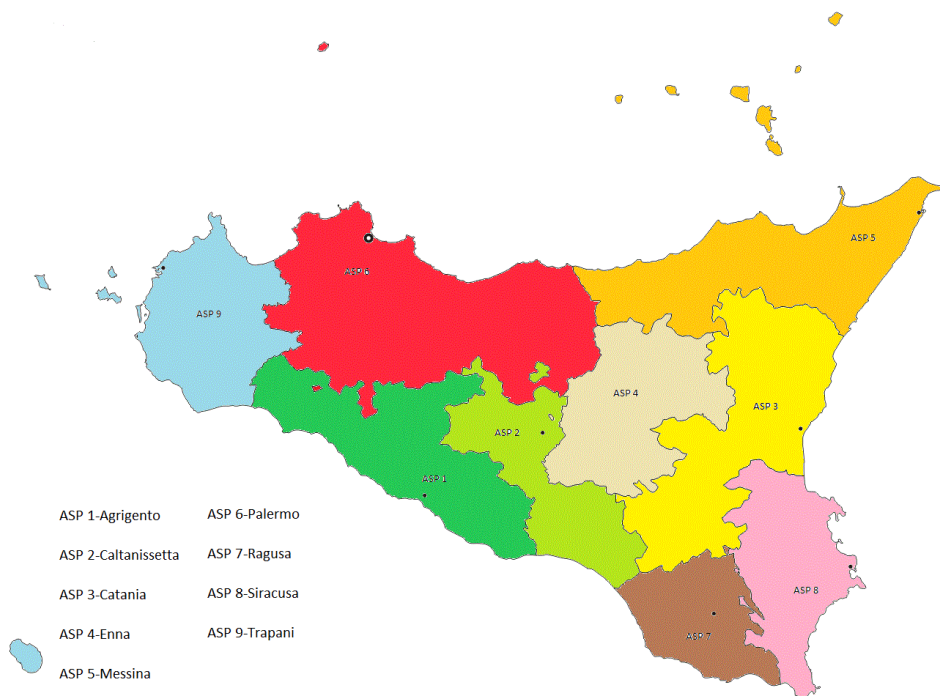 ASP 6
ASP 5
ASP 9
ASP 4
ASP 3
ASP 2
ASP 1
ASP 8
ASP 7
ASP 1-Agrigento
ASP 6-Palermo
ASP 2-Caltanissetta
ASP 7-Ragusa
ASP 3-Catania
ASP 8-Siracusa
ASP 4-Enna
ASP 9-Trapani
ASP 5-Messina